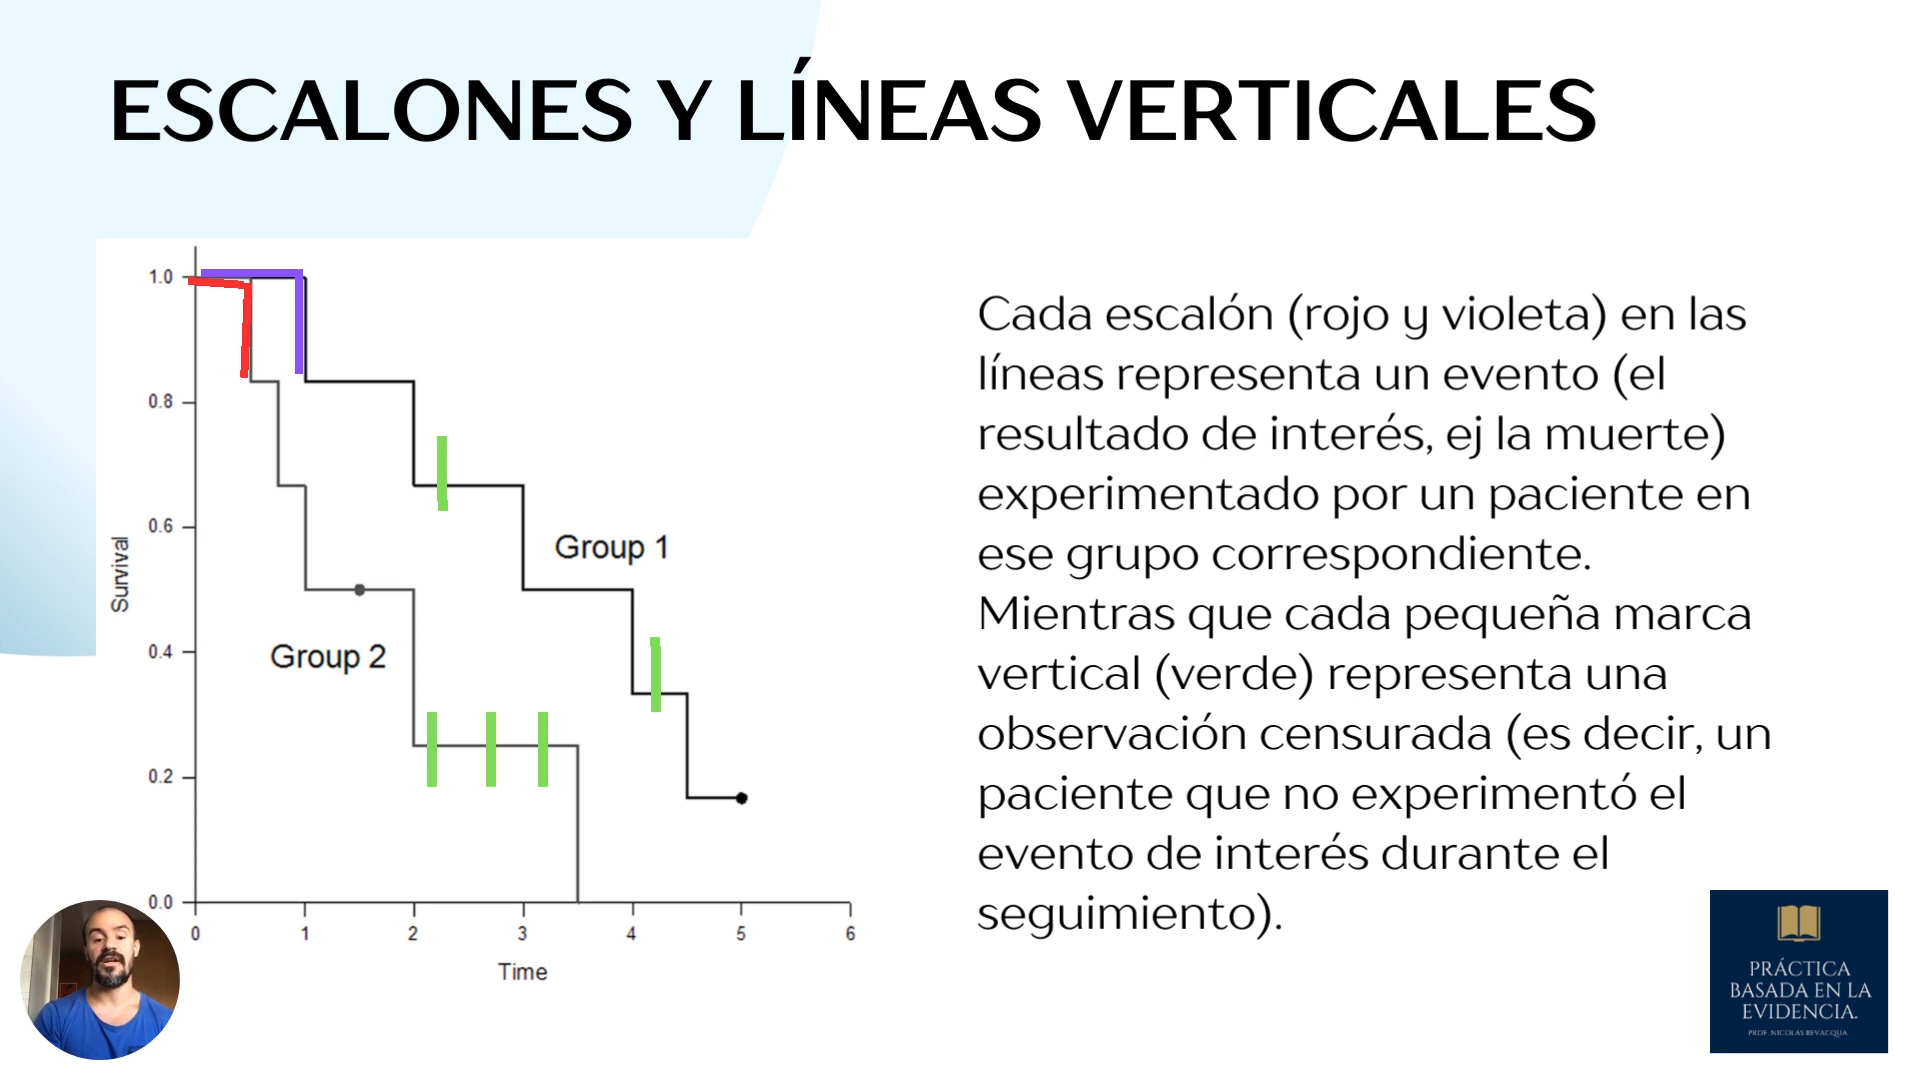 ESCALONES Y LÍNEAS VERTICALES
1.0
0.8
0.6
0.4
0.2
0.0
Survival
Group 1
Group 2
0 1 2 3 4 5 6
Time
Cada escalón (rojo y violeta) en las
líneas representa un evento (el
resultado de interés, ej la muerte)
experimentado por un paciente en
ese grupo correspondiente.
Mientras que cada pequeña marca
vertical (verde) representa una
observación censurada (es decir, un
paciente que no experimentó el
evento de interés durante el
seguimiento).
PRÁCTICA
BASADA EN LA
EVIDENCIA.
PROF. NICOLÁS BEVACQUA.